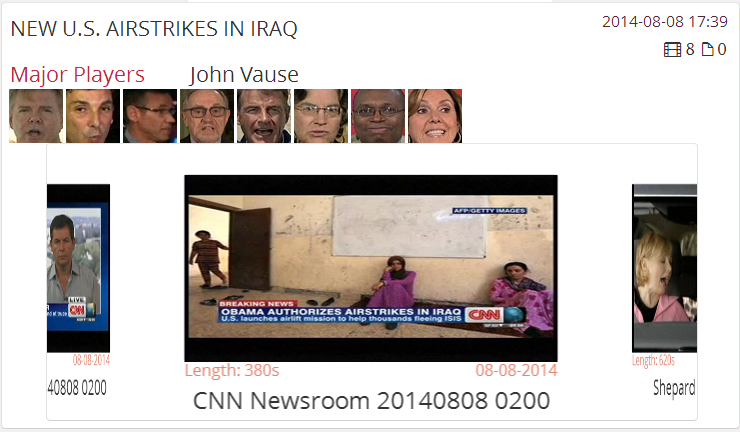 NEW U.S. AIRSTRIKES IN IRAQ
2014-08-08 17:39
8 0
Major Players John Vause
LIVE
CNN
08-08-2014
40808 0200
AFP/GETTY IMAGES
BREAKING NEWS
OBAMA AUTHORIZES AIRSTRIKES IN IRAQ
U.S. launches airlift mission to help thousands fleeing ISIS
CNN
Length: 380s 08-08-2014
CNN Newsroom 20140808 0200
Length: 620s
Shepard